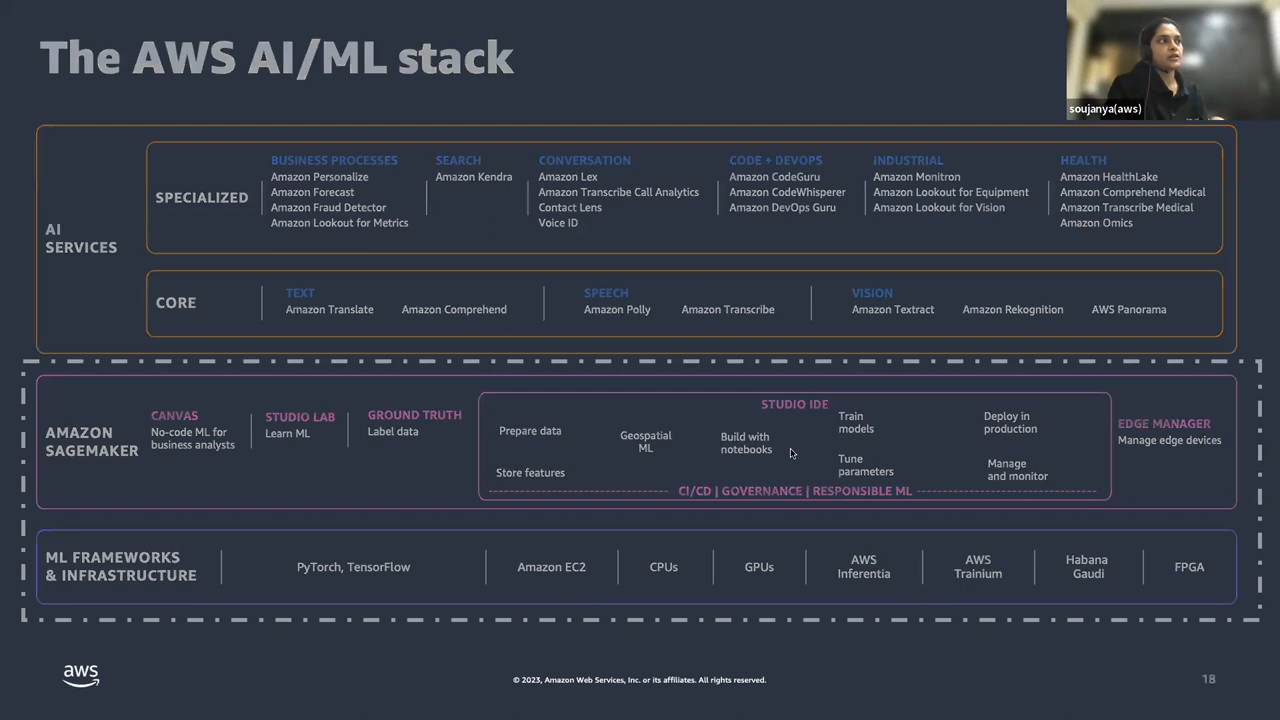 The AWS AI/ML stack
soujanya(aws)
AI
SERVICES
SPECIALIZED
BUSINESS PROCESSES
Amazon Personalize
Amazon Forecast
Amazon Fraud Detector
Amazon Lookout for Metrics
SEARCH
Amazon Kendra
CONVERSATION
Amazon Lex
Amazon Transcribe Call Analytics
Contact Lens
Voice ID
CODE + DEVOPS
Amazon CodeGuru
Amazon CodeWhisperer
Amazon DevOps Guru
INDUSTRIAL
Amazon Monitron
Amazon Lookout for Equipment
Amazon Lookout for Vision
HEALTH
Amazon HealthLake
Amazon Comprehend Medical
Amazon Transcribe Medical
Amazon Omics
CORE
TEXT
Amazon Translate
Amazon Comprehend
SPEECH
Amazon Polly
Amazon Transcribe
VISION
Amazon Textract
Amazon Rekognition
AWS Panorama
AMAZON
SAGEMAKER
CANVAS
No-code ML for
business analysts
STUDIO LAB
Learn ML
GROUND TRUTH
Label data
STUDIO IDE
Prepare data
Store features
Geospatial
ML
Build with
notebooks
Train
models
Tune
parameters
Deploy in
production
Manage
and monitor
CI/CD | GOVERNANCE | RESPONSIBLE ML
EDGE MANAGER
Manage edge devices
ML FRAMEWORKS
& INFRASTRUCTURE
PyTorch, TensorFlow
Amazon EC2
CPUs
GPUs
AWS
Inferentia
AWS
Trainium
Habana
Gaudi
FPGA
aws
© 2023, Amazon Web Services, Inc. or its affiliates. All rights reserved.
18